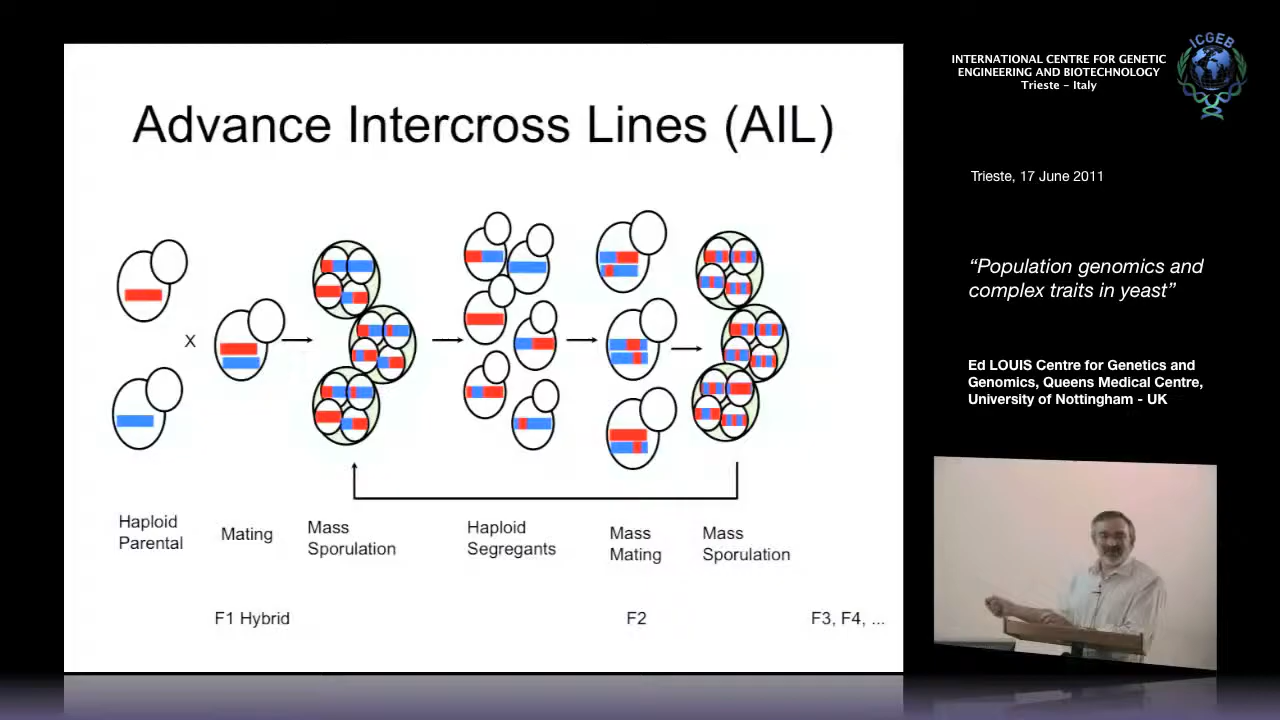 Advance Intercross Lines (AIL)
X
Haploid
Parental
Mating
Mass
Sporulation
Haploid
Segregants
Mass
Mating
Mass
Sporulation
F1 Hybrid
F2
F3, F4, ...
INTERNATIONAL CENTRE FOR GENETIC
ENGINEERING AND BIOTECHNOLOGY
Trieste - Italy
ICGEB
Trieste, 17 June 2011
“Population genomics and
complex traits in yeast”
Ed LOUIS Centre for Genetics and
Genomics, Queens Medical Centre,
University of Nottingham - UK